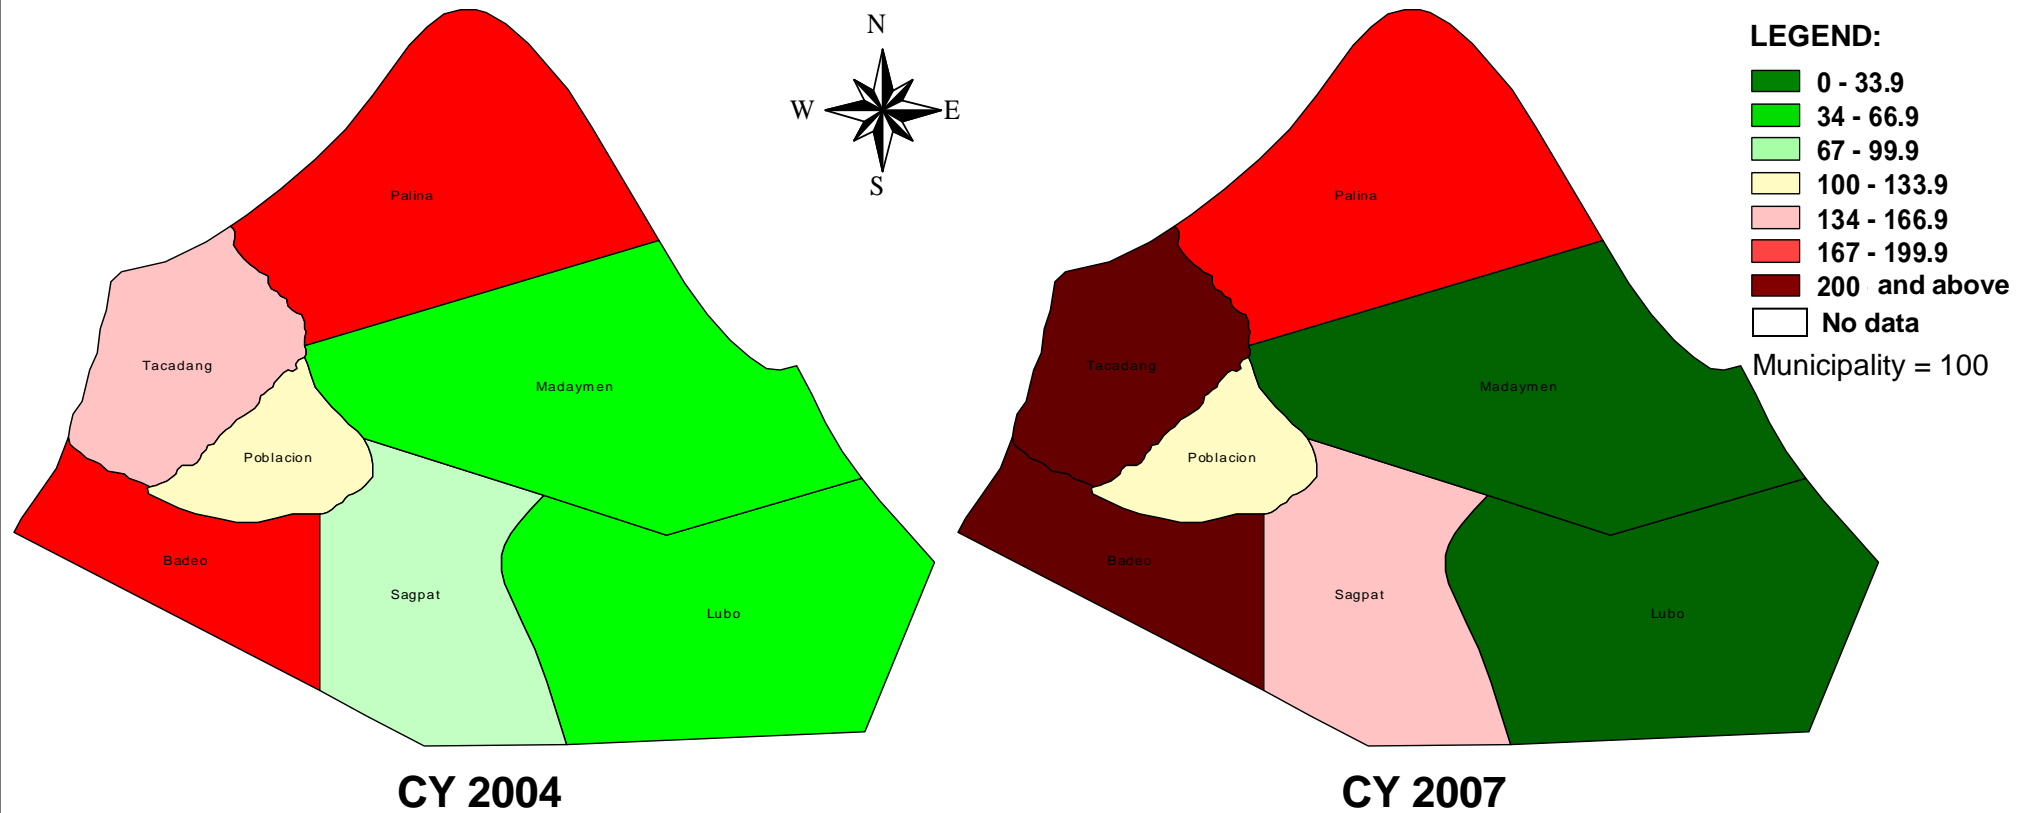 N
W
E
S
LEGEND:
0 - 33.9
34 - 66.9
67 - 99.9
100 - 133.9
134 - 166.9
167 - 199.9
200 and above
No data
Municipality = 100
Palina
Tacadang
Madaymen
Poblacion
Badeo
Sagpat
Lubo
CY 2004
Palina
Tacadang
Madaymen
Poblacion
Badeo
Sagpat
Lubo
CY 2007